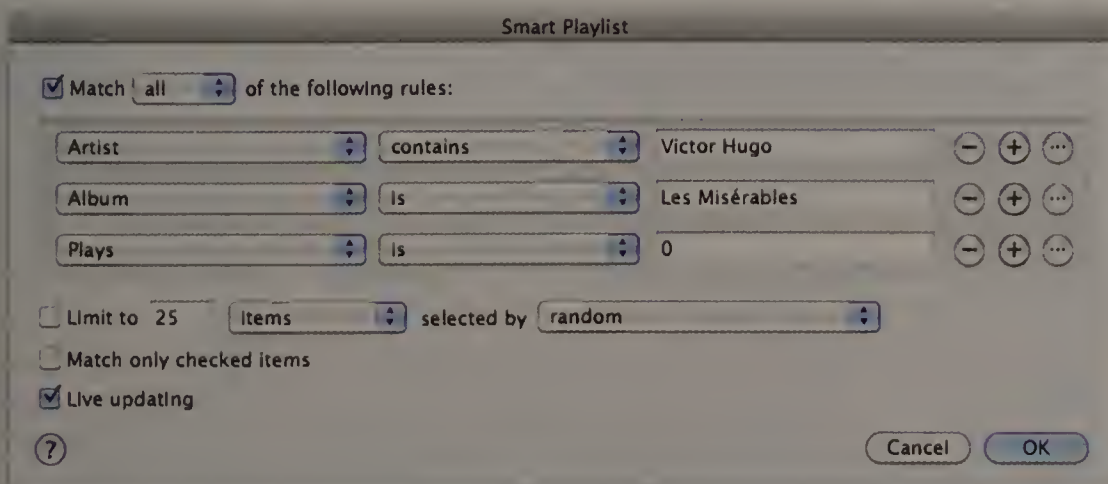 Smart Playlist
Match all of the following rules:
Artist contains Victor Hugo
Album is Les Misérables
Plays is 0
Limit to 25 items selected by random
Match only checked items
Live updating
? Cancel OK